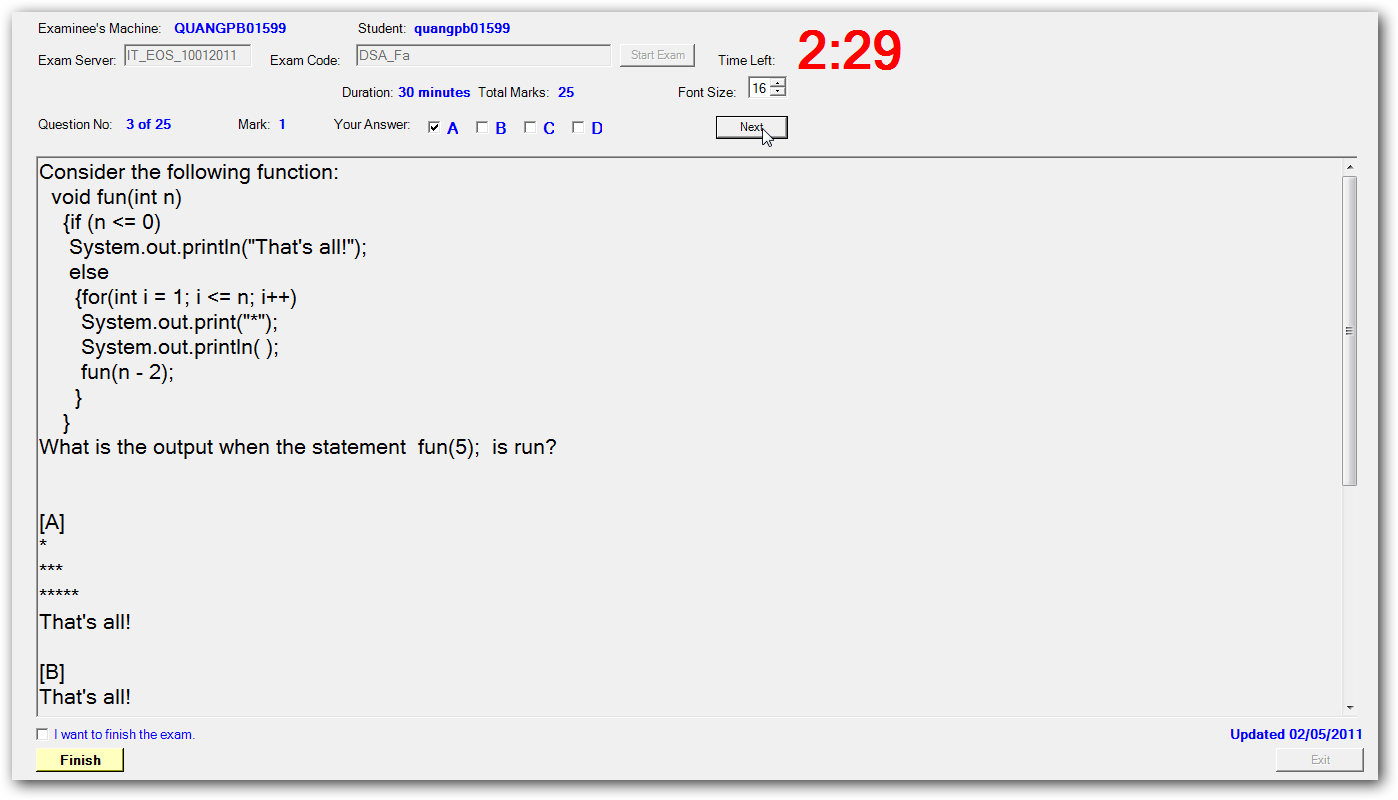 Examinee's Machine: QUANGPB01599 Student: quangpb01599
Exam Server: IT_EOS_10012011 Exam Code: DSA_Fa Start Exam Time Left: 2:29
Duration: 30 minutes Total Marks: 25 Font Size: 16
Question No: 3 of 25 Mark: 1 Your Answer: A B C D Next
Consider the following function:
void fun(int n)
{if (n <= 0)
System.out.println("That's all!");
else
{for(int i = 1; i <= n; i++)
System.out.print("*");
System.out.println( );
fun(n - 2);
}
}
What is the output when the statement fun(5); is run?
[A]
*
***
*****
That's all!
[B]
That's all!
I want to finish the exam. Updated 02/05/2011
Finish Exit